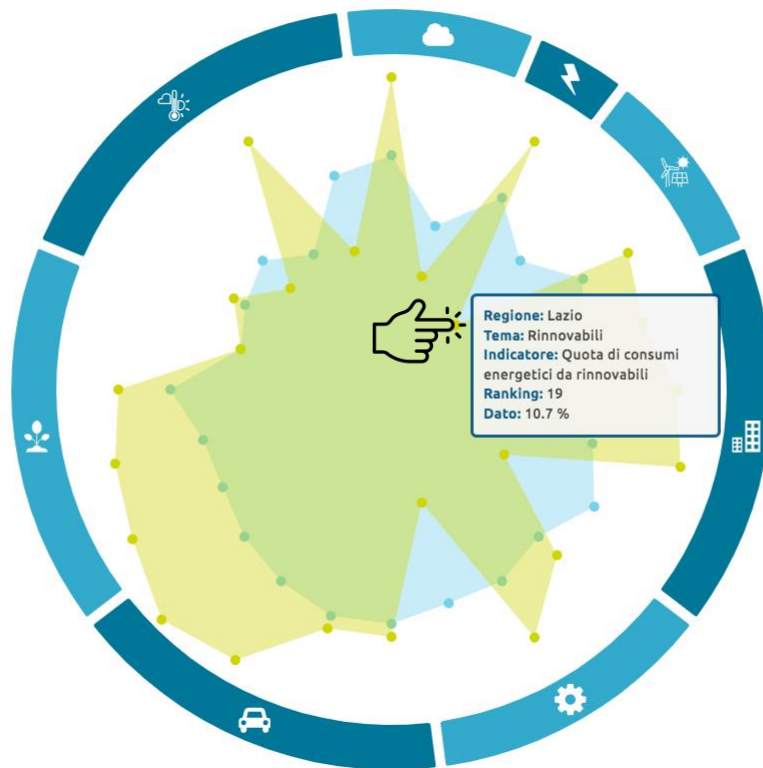 Regione: Lazio
Tema: Rinnovabili
Indicatore: Quota di consumi
energetici da rinnovabili
Ranking: 19
Dato: 10.7 %